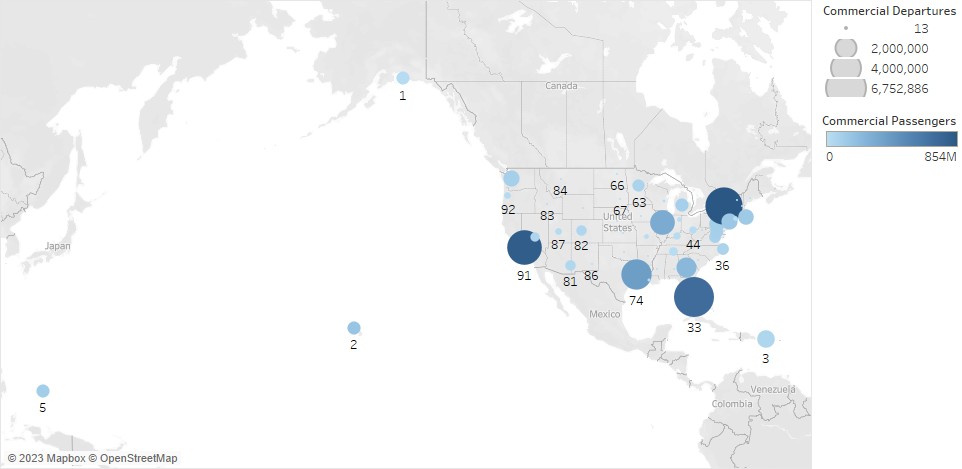 Commercial Departures
13
2,000,000
4,000,000
6,752,886
Commercial Passengers
0 854M
Canada
1
66
84
63
92
67
83
United
States
Japan
87
82
44
36
81
86
91
74
Mexico
33
2
3
Venezuela
5
Colombia
© 2023 Mapbox © OpenStreetMap